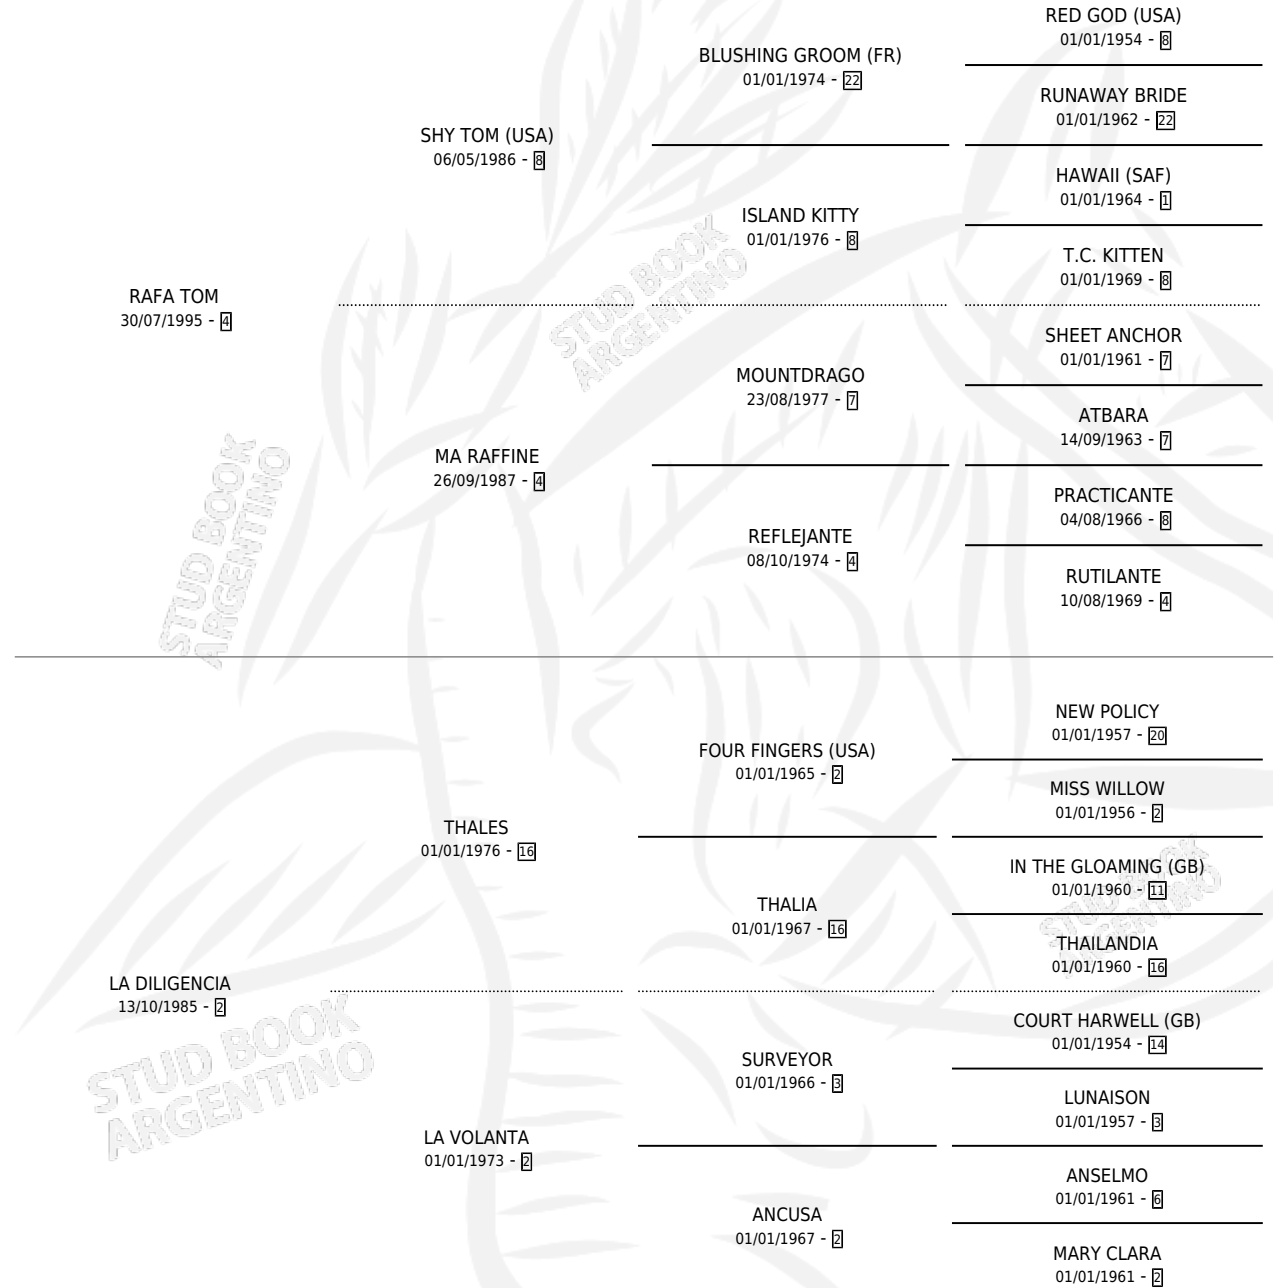 RED GOD (USA)
01/01/1954 - 8
BLUSHING GROOM (FR)
01/01/1974 - 22
RUNAWAY BRIDE
01/01/1962 - 22
SHY TOM (USA)
06/05/1986 - 8
HAWAII (SAF)
01/01/1964 - 1
ISLAND KITTY
01/01/1976 - 8
T.C. KITTEN
01/01/1969 - 8
RAFA TOM
30/07/1995 - 4
STUD BOOK
ARGENTINO
SHEET ANCHOR
01/01/1961 - 7
MOUNTDRAGO
23/08/1977 - 7
ATBARA
14/09/1963 - 7
MA RAFFINE
26/09/1987 - 4
PRACTICANTE
04/08/1966 - 8
REFLEJANTE
08/10/1974 - 4
RUTILANTE
10/08/1969 - 4
STUD BOOK
ARGENTINO
NEW POLICY
01/01/1957 - 20
FOUR FINGERS (USA)
01/01/1965 - 2
MISS WILLOW
01/01/1956 - 2
THALES
01/01/1976 - 16
IN THE GLOAMING (GB)
01/01/1960 - 11
THALIA
01/01/1967 - 16
THAILANDIA
01/01/1960 - 16
STUD BOOK
ARGENTINO
LA DILIGENCIA
13/10/1985 - 2
COURT HARWELL (GB)
01/01/1954 - 14
SURVEYOR
01/01/1966 - 3
LUNAISON
01/01/1957 - 3
STUD BOOK
ARGENTINO
LA VOLANTA
01/01/1973 - 2
ANSELMO
01/01/1961 - 6
ANCUSA
01/01/1967 - 2
MARY CLARA
01/01/1961 - 2